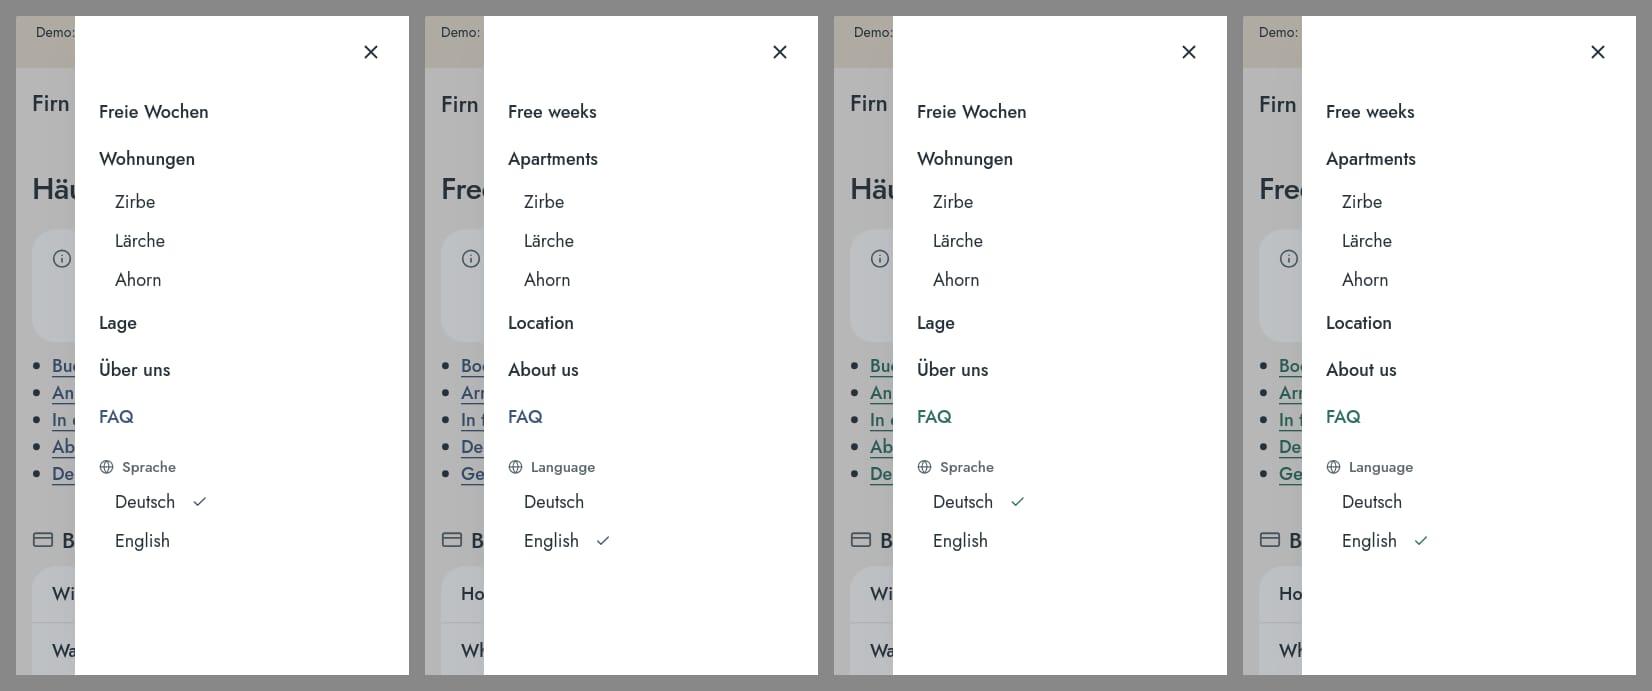 Demo:
Firn
Freie Wochen
Wohnungen
Zirbe
Lärche
Ahorn
Lage
Über uns
FAQ
Sprache
Deutsch
English
Demo:
Firn
Free weeks
Apartments
Zirbe
Lärche
Ahorn
Location
About us
FAQ
Language
Deutsch
English
Demo:
Firn
Freie Wochen
Wohnungen
Zirbe
Lärche
Ahorn
Lage
Über uns
FAQ
Sprache
Deutsch
English
Demo:
Firn
Free weeks
Apartments
Zirbe
Lärche
Ahorn
Location
About us
FAQ
Language
Deutsch
English